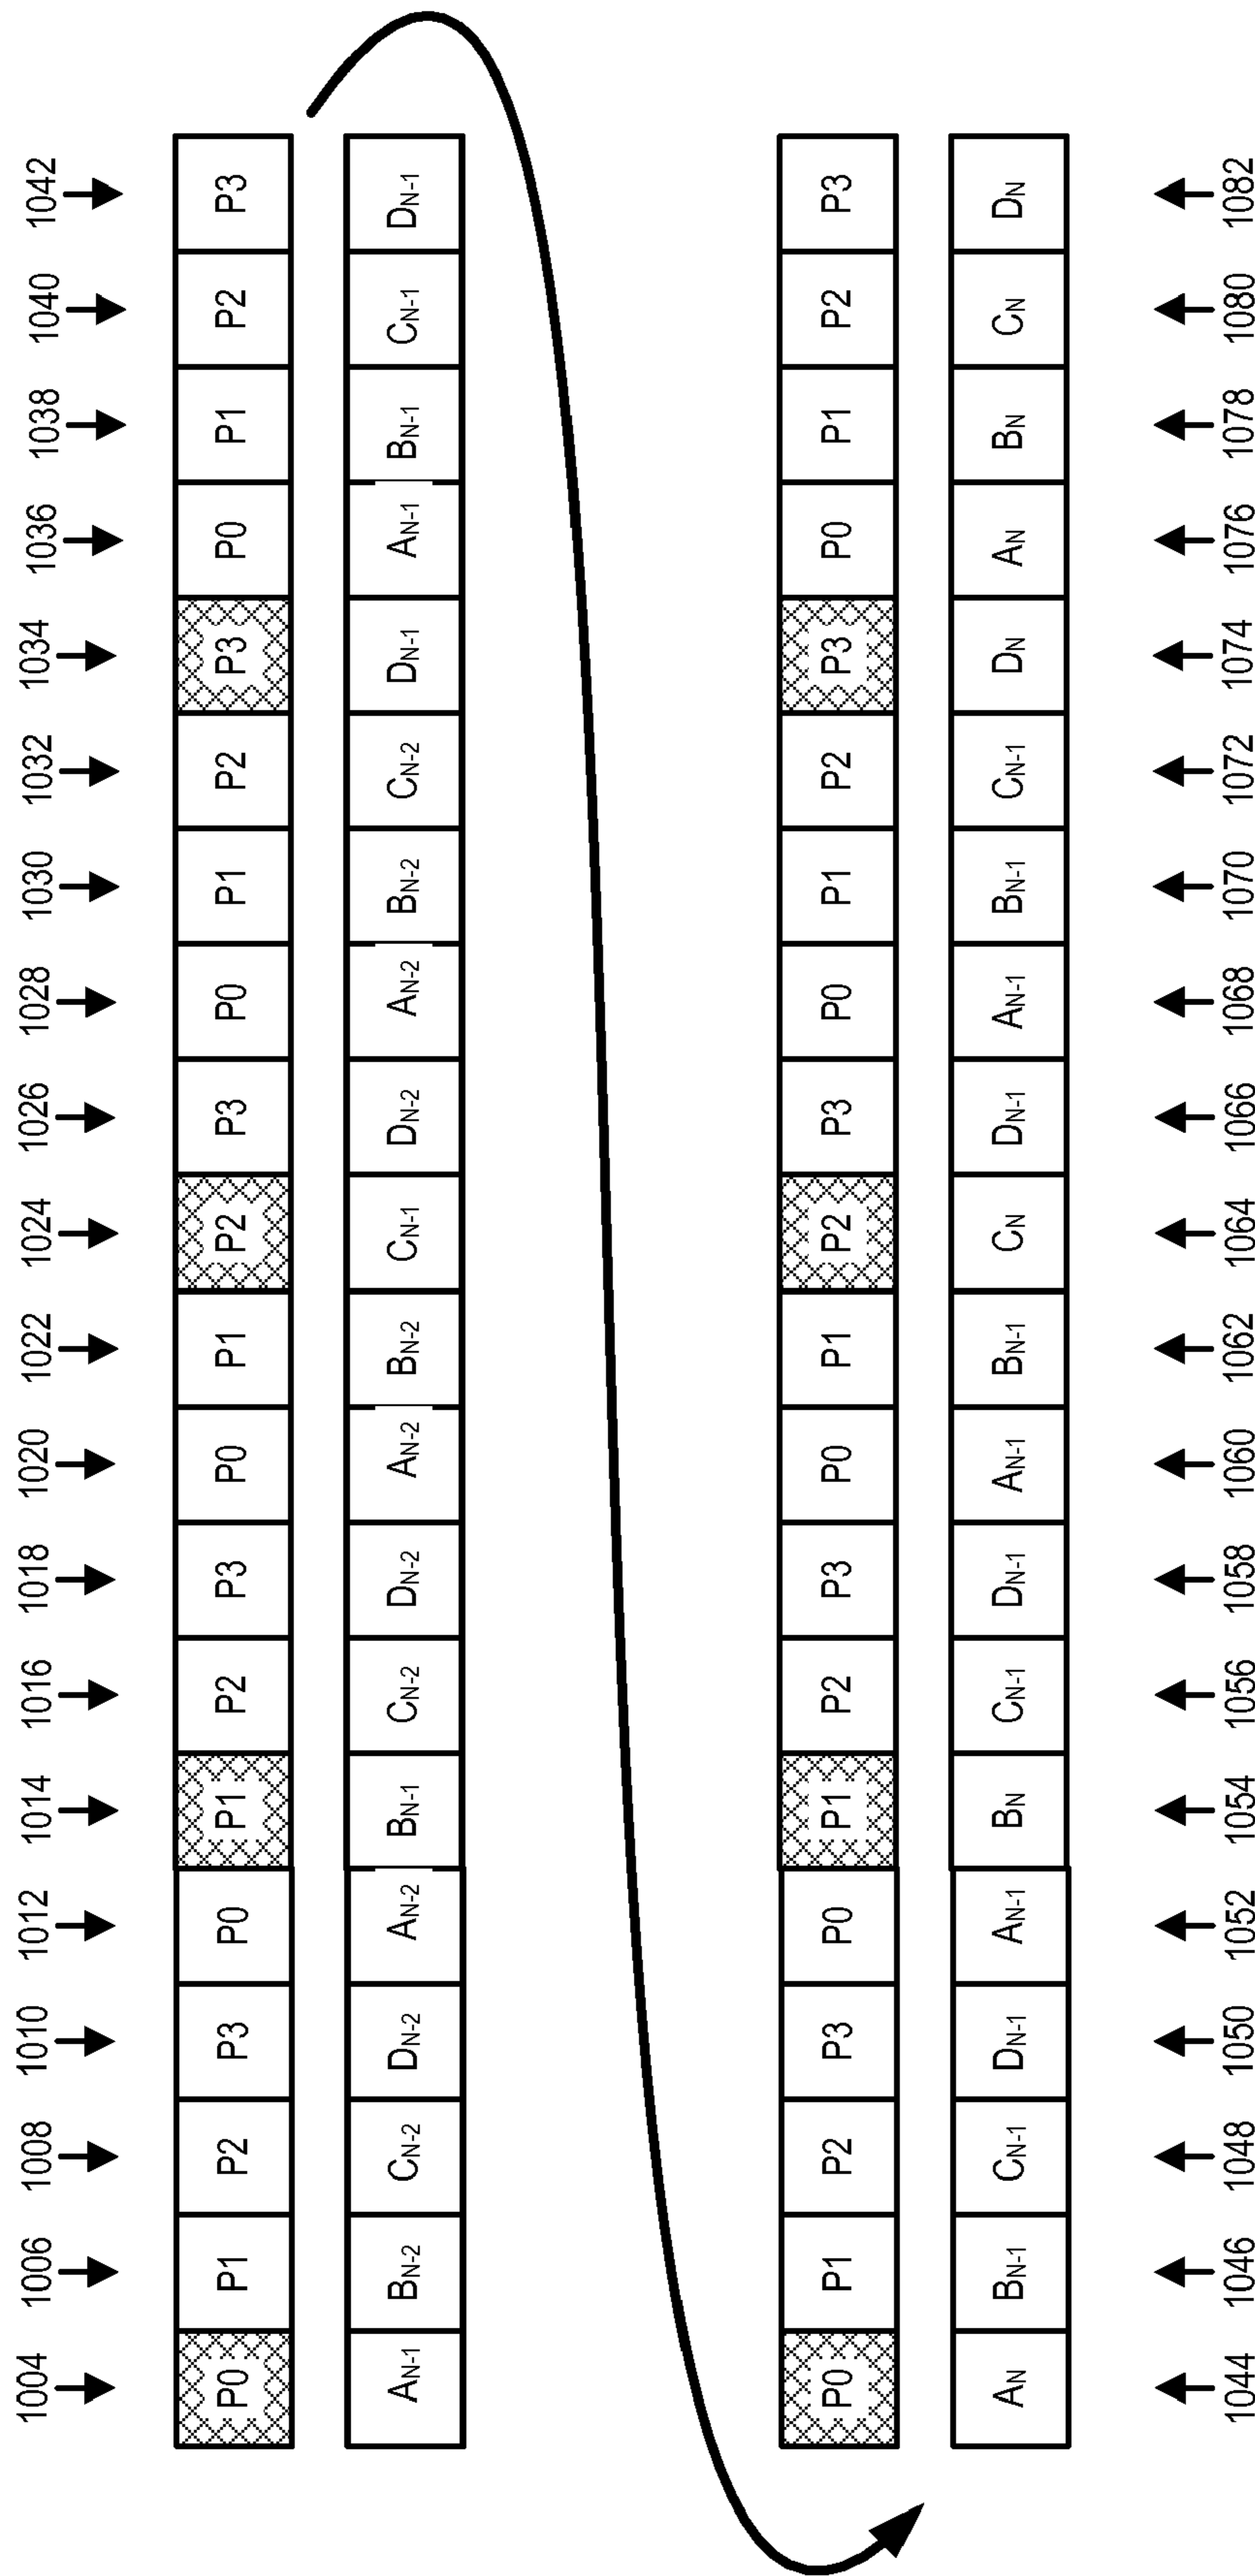 1004 1006 1008 1010 1012 1014 1016 1018 1020 1022 1024 1026 1028 1030 1032 1034 1036 1038 1040 1042
P0 P1 P2 P3 P0 P1 P2 P3 P0 P1 P2 P3 P0 P1 P2 P3 P0 P1 P2 P3
AN-1 BN-2 CN-2 DN-2 AN-2 BN-1 CN-2 DN-2 AN-2 BN-2 CN-1 DN-2 AN-2 BN-2 CN-2 DN-1 AN-1 BN-1 CN-1 DN-1
P0 P1 P2 P3 P0 P1 P2 P3 P0 P1 P2 P3 P0 P1 P2 P3 P0 P1 P2 P3
AN BN-1 CN-1 DN-1 AN-1 BN CN-1 DN-1 AN-1 BN-1 CN DN-1 AN-1 BN-1 CN-1 DN AN BN CN DN
1044 1046 1048 1050 1052 1054 1056 1058 1060 1062 1064 1066 1068 1070 1072 1074 1076 1078 1080 1082